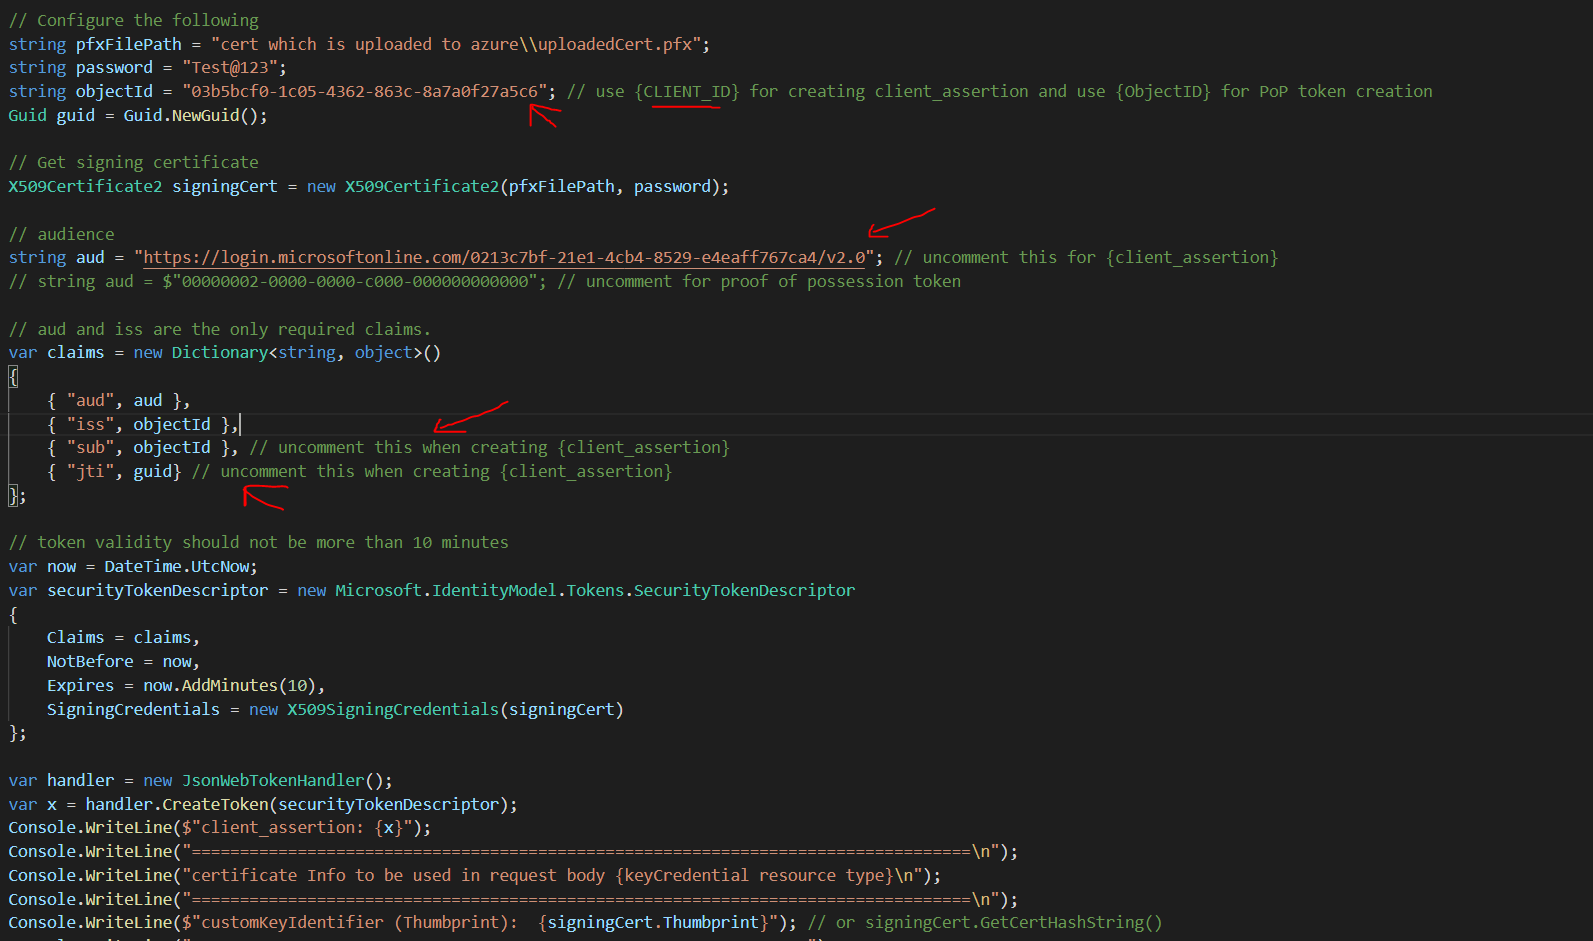 // Configure the following
string pfxFilePath = "cert which is uploaded to azure\\uploadedCert.pfx";
string password = "Test@123";
string objectId = "03b5bcf0-1c05-4362-863c-8a7a0f27a5c6"; // use {CLIENT_ID} for creating client_assertion and use {ObjectID} for PoP token creation
Guid guid = Guid.NewGuid();
// Get signing certificate
X509Certificate2 signingCert = new X509Certificate2(pfxFilePath, password);
// audience
string aud = "https://login.microsoftonline.com/0213c7bf-21e1-4cb4-8529-e4eaff767ca4/v2.0"; // uncomment this for {client_assertion}
// string aud = $"00000002-0000-0000-c000-000000000000"; // uncomment for proof of possession token
// aud and iss are the only required claims.
var claims = new Dictionary<string, object>()
{
{ "aud", aud },
{ "iss", objectId },
{ "sub", objectId }, // uncomment this when creating {client_assertion}
{ "jti", guid} // uncomment this when creating {client_assertion}
};
// token validity should not be more than 10 minutes
var now = DateTime.UtcNow;
var securityTokenDescriptor = new Microsoft.IdentityModel.Tokens.SecurityTokenDescriptor
{
Claims = claims,
NotBefore = now,
Expires = now.AddMinutes(10),
SigningCredentials = new X509SigningCredentials(signingCert)
};
var handler = new JsonWebTokenHandler();
var x = handler.CreateToken(securityTokenDescriptor);
Console.WriteLine($"client_assertion: {x}");
Console.WriteLine("=================================================================================\n");
Console.WriteLine("certificate Info to be used in request body {keyCredential resource type}\n");
Console.WriteLine("=================================================================================\n");
Console.WriteLine($"customKeyIdentifier (Thumbprint):  {signingCert.Thumbprint}"); // or signingCert.GetCertHashString()